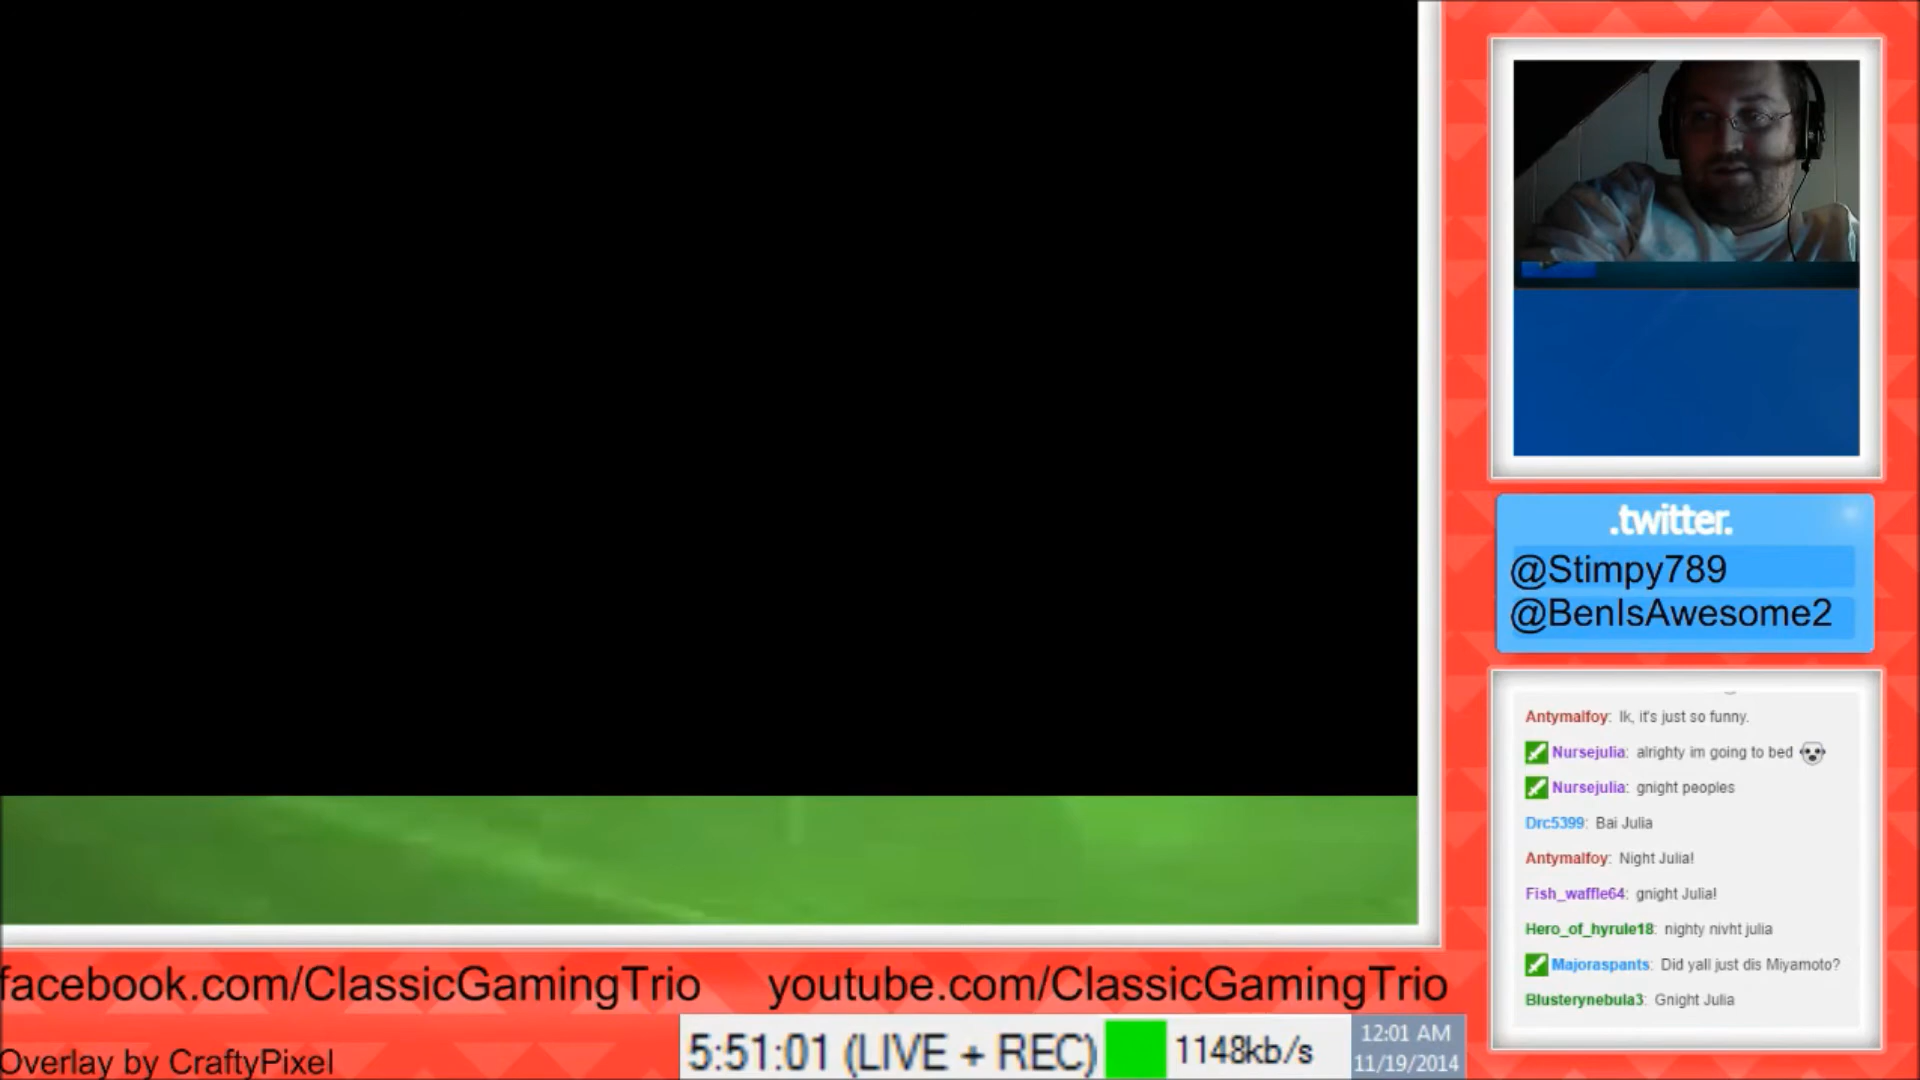 .twitter.
@Stimpy789
@BenIsAwesome2
Antymalfoy: Ik, it's just so funny.
Nursejulia: alrighty im going to bed
Nursejulia: gnight peoples
Drc5399: Bai Julia
Antymalfoy: Night Julia!
Fish_waffle64: gnight Julia!
Hero_of_hyrule18: nighty nivht julia
Majoraspants: Did yall just dis Miyamoto?
Blusterynebula3: Gnight Julia
facebook.com/ClassicGamingTrio youtube.com/ClassicGamingTrio
Overlay by CraftyPixel
5:51:01 (LIVE + REC) 1148kb/s
12:01 AM
11/19/2014